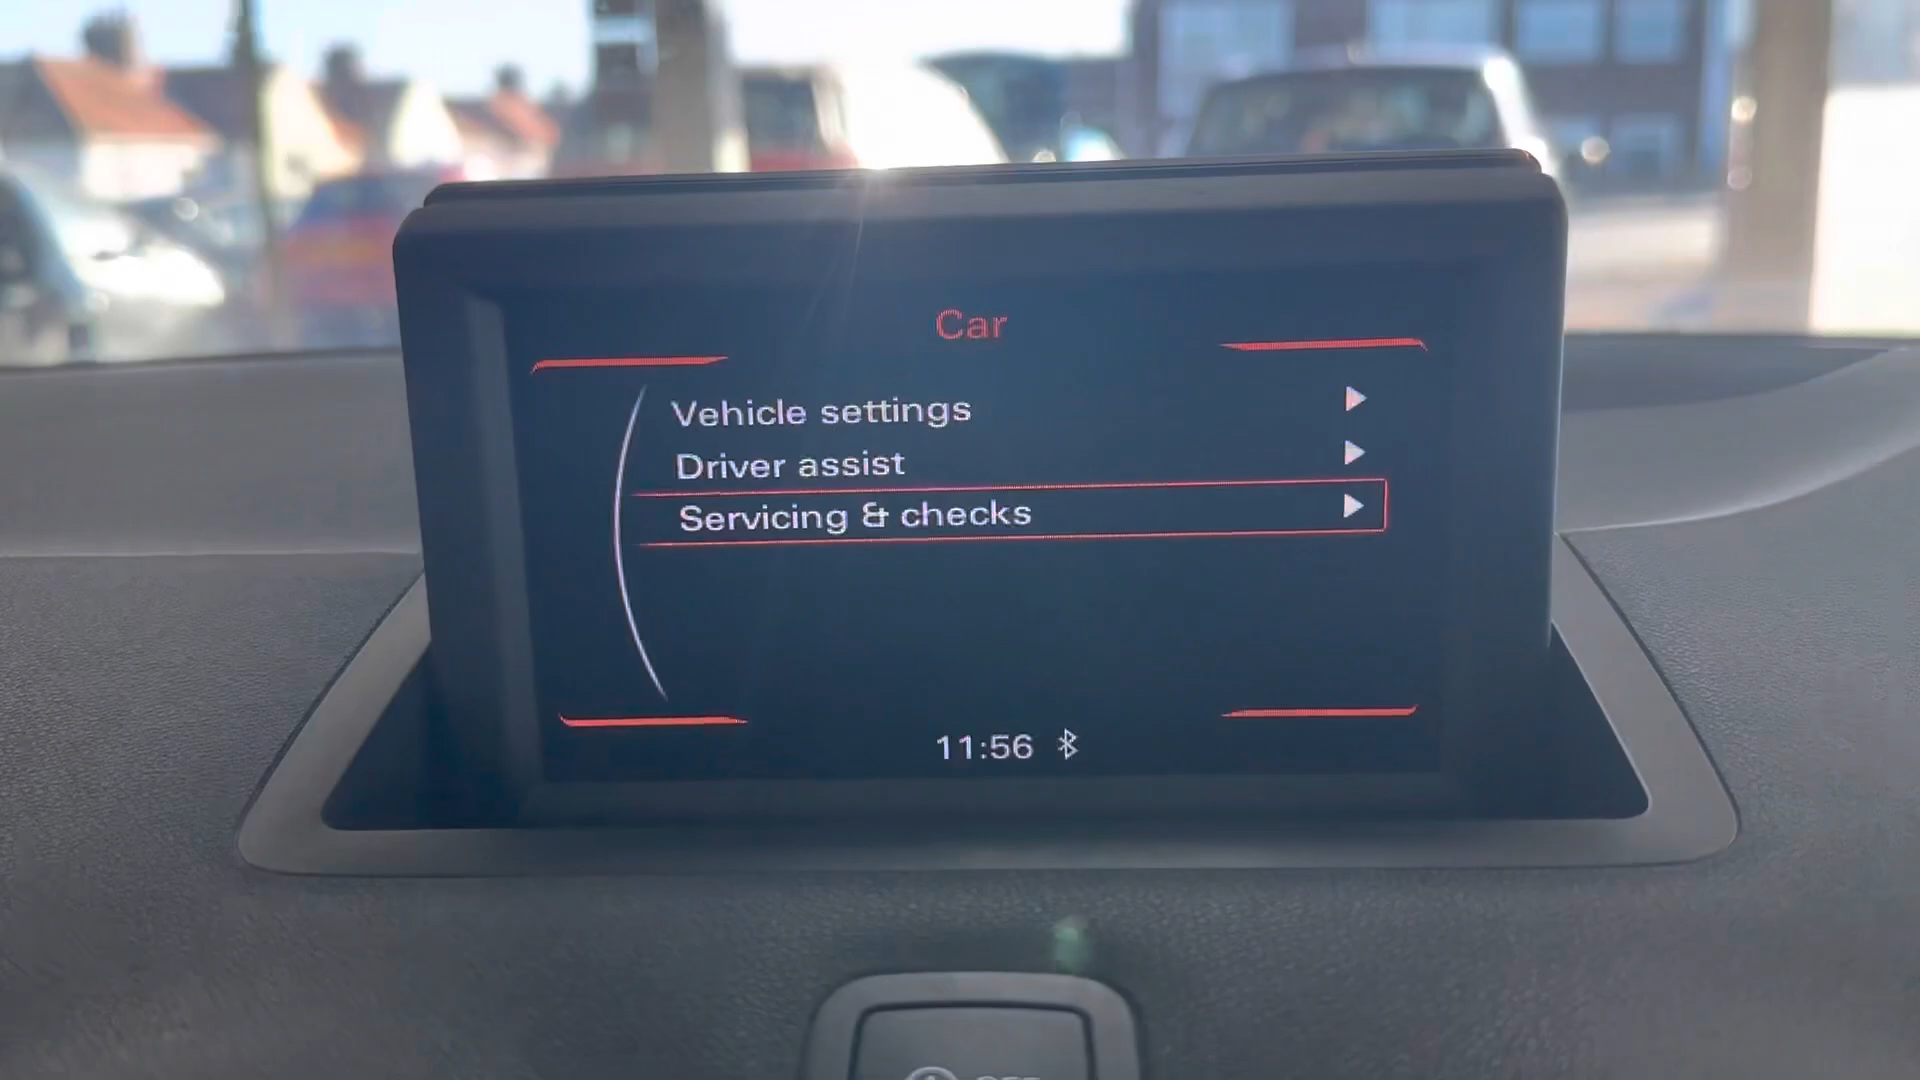 Car
Vehicle settings
Driver assist
Servicing & checks
11:56